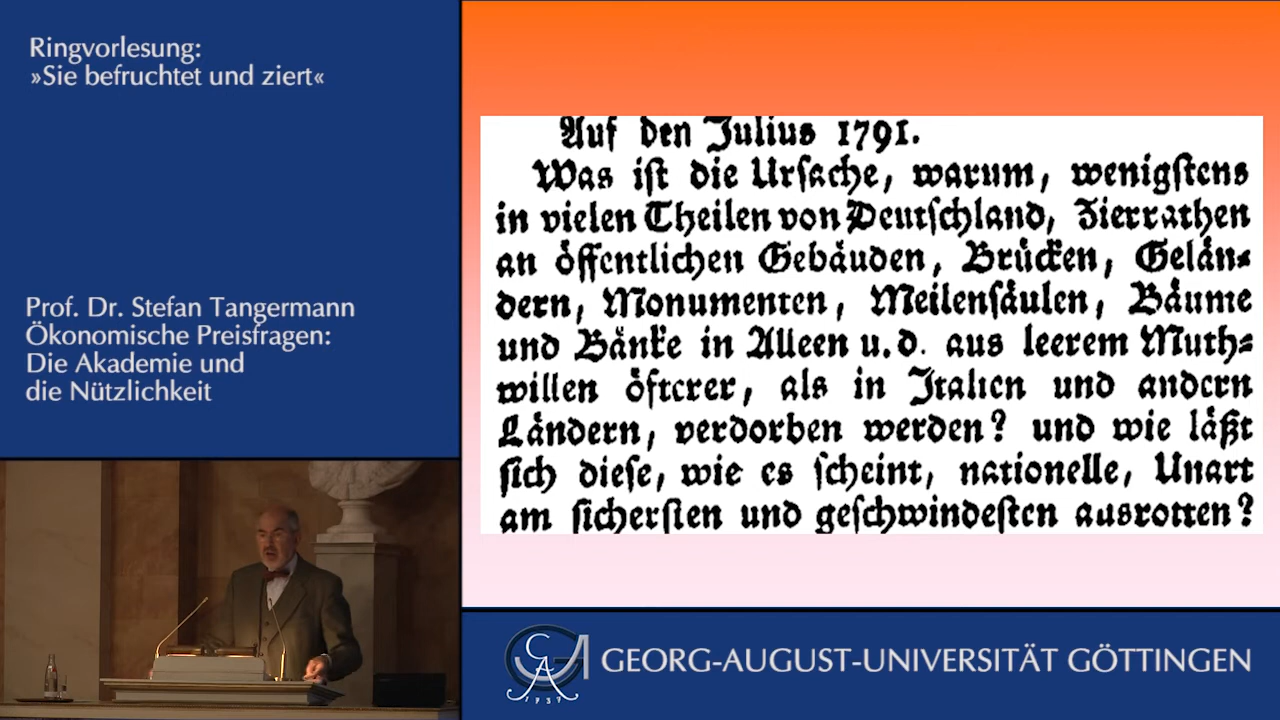 Ringvorlesung:
»Sie befruchtet und ziert«
Prof. Dr. Stefan Tangermann
Ökonomische Preisfragen:
Die Akademie und
die Nützlichkeit
Auf den Julius 1791.
Was ist die Ursache, warum, wenigstens
in vielen Theilen von Deutschland, Zierrathen
an öffentlichen Gebäuden, Brücken, Gelän-
dern, Monumenten, Meilensäulen, Bäume
und Bänke in Alleen u. d. aus leerem Muth-
willen öfterer, als in Italien und andern
Ländern, verdorben werden? und wie läßt
sich diese, wie es scheint, nationelle, Unart
am sichersten und geschwindesten ausrotten?
GA
1737
GEORG-AUGUST-UNIVERSITÄT GÖTTINGEN